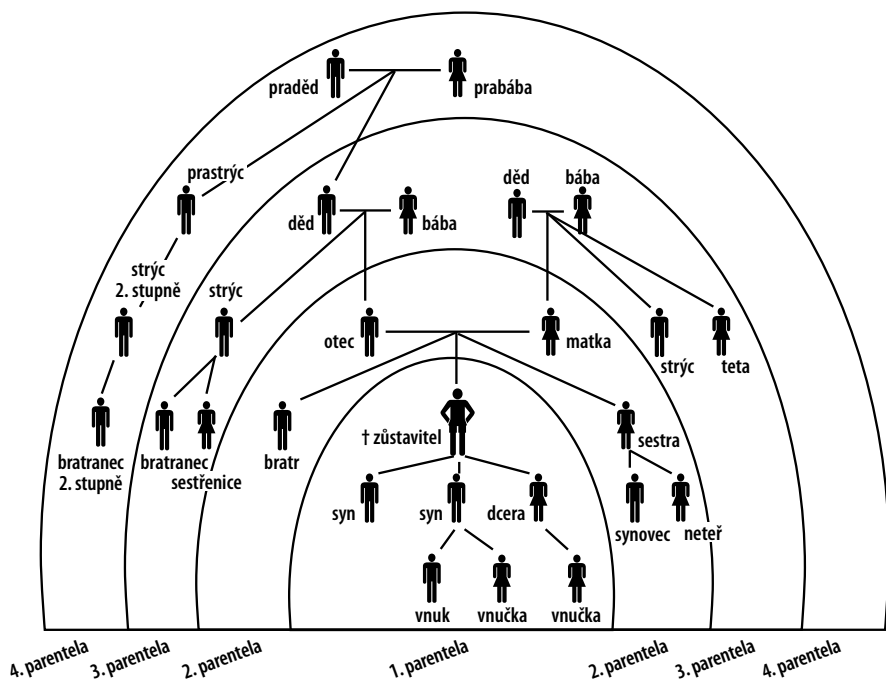 praděd
prabába
prastrýc
děd
bába
děd
bába
strýc
2. stupně
strýc
otec
matka
strýc
teta
bratranec
2. stupně
bratranec
sestřenice
bratr
† zůstavitel
sestra
syn
syn
dcera
synovec
neteř
vnuk
vnučka
vnučka
4. parentela
3. parentela
2. parentela
1. parentela
2. parentela
3. parentela
4. parentela